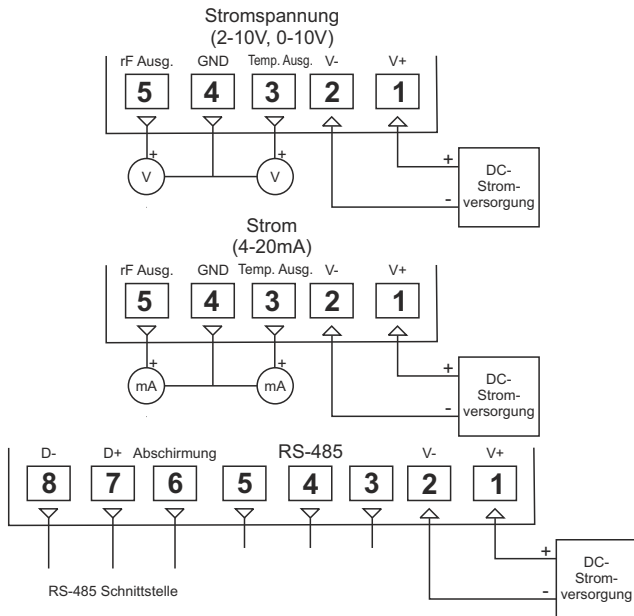 Stromspannung
(2-10V, 0-10V)
rF Ausg. GND Temp. Ausg. V- V+
5 4 3 2 1
+ +
V V
+
-
DC-
Strom-
versorgung
Strom
(4-20mA)
rF Ausg. GND Temp. Ausg. V- V+
5 4 3 2 1
+ +
mA mA
+
-
DC-
Strom-
versorgung
D- D+ Abschirmung RS-485 V- V+
8 7 6 5 4 3 2 1
+
-
DC-
Strom-
versorgung
RS-485 Schnittstelle